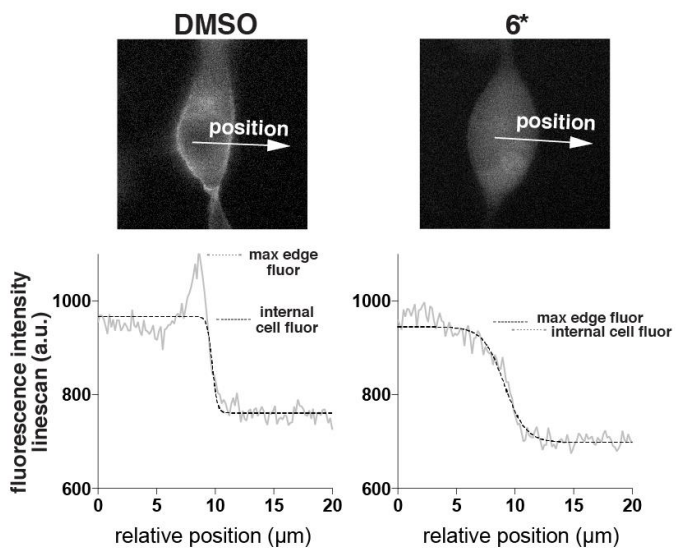 DMSO
6*
position
position
max edge
fluor
internal
cell fluor
max edge fluor
internal cell fluor
fluorescence intensity
linescan (a.u.)
1000
800
600
0
5
10
15
20
relative position (µm)
1000
800
600
0
5
10
15
20
relative position (µm)